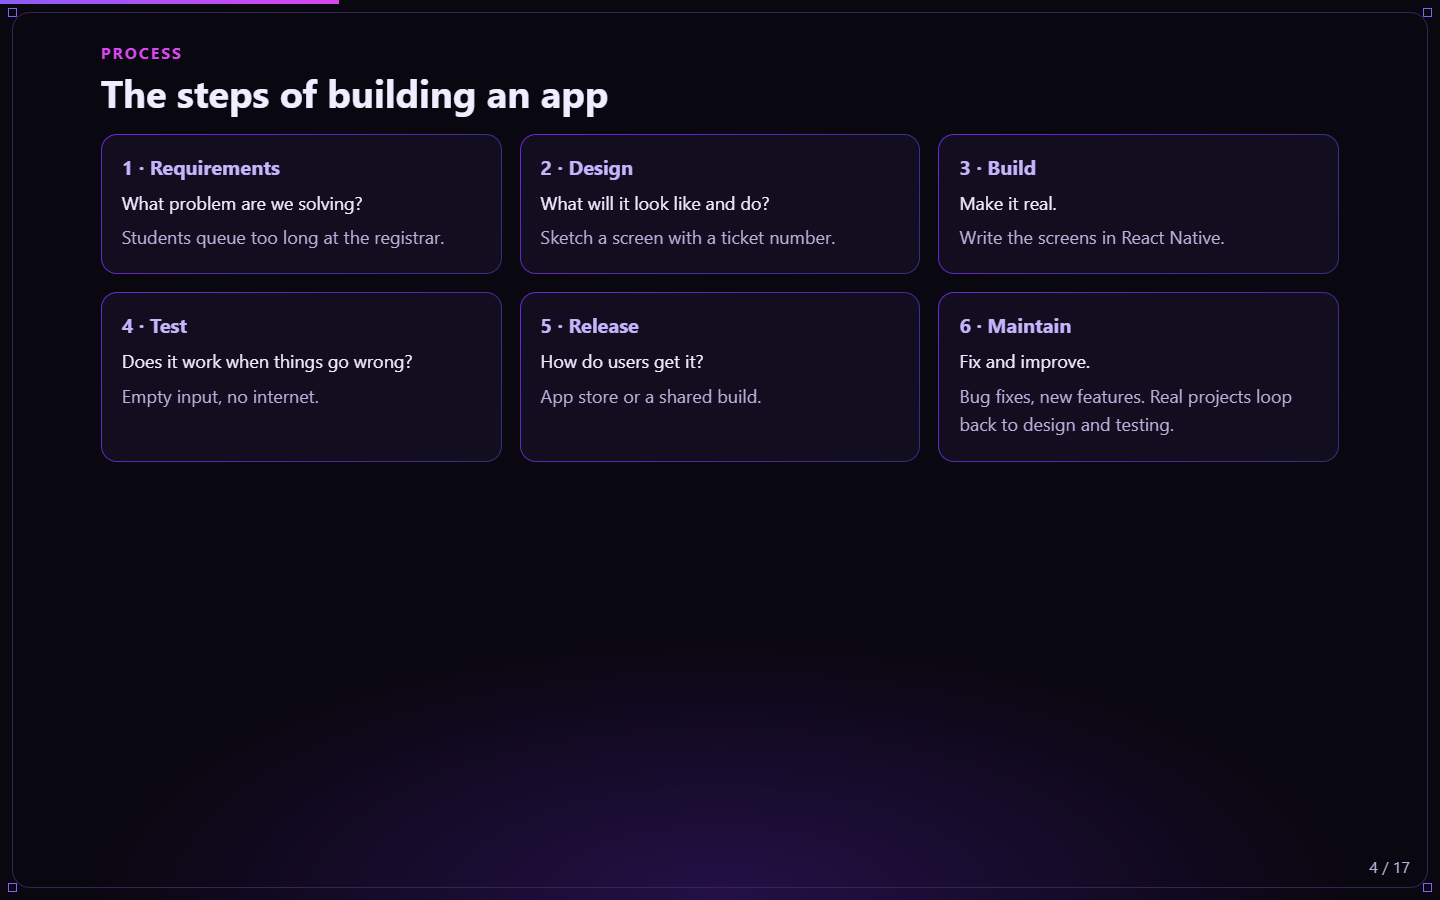 PROCESS
The steps of building an app
1 · Requirements
What problem are we solving?
Students queue too long at the registrar.
2 · Design
What will it look like and do?
Sketch a screen with a ticket number.
3 · Build
Make it real.
Write the screens in React Native.
4 · Test
Does it work when things go wrong?
Empty input, no internet.
5 · Release
How do users get it?
App store or a shared build.
6 · Maintain
Fix and improve.
Bug fixes, new features. Real projects loop
back to design and testing.
4 / 17